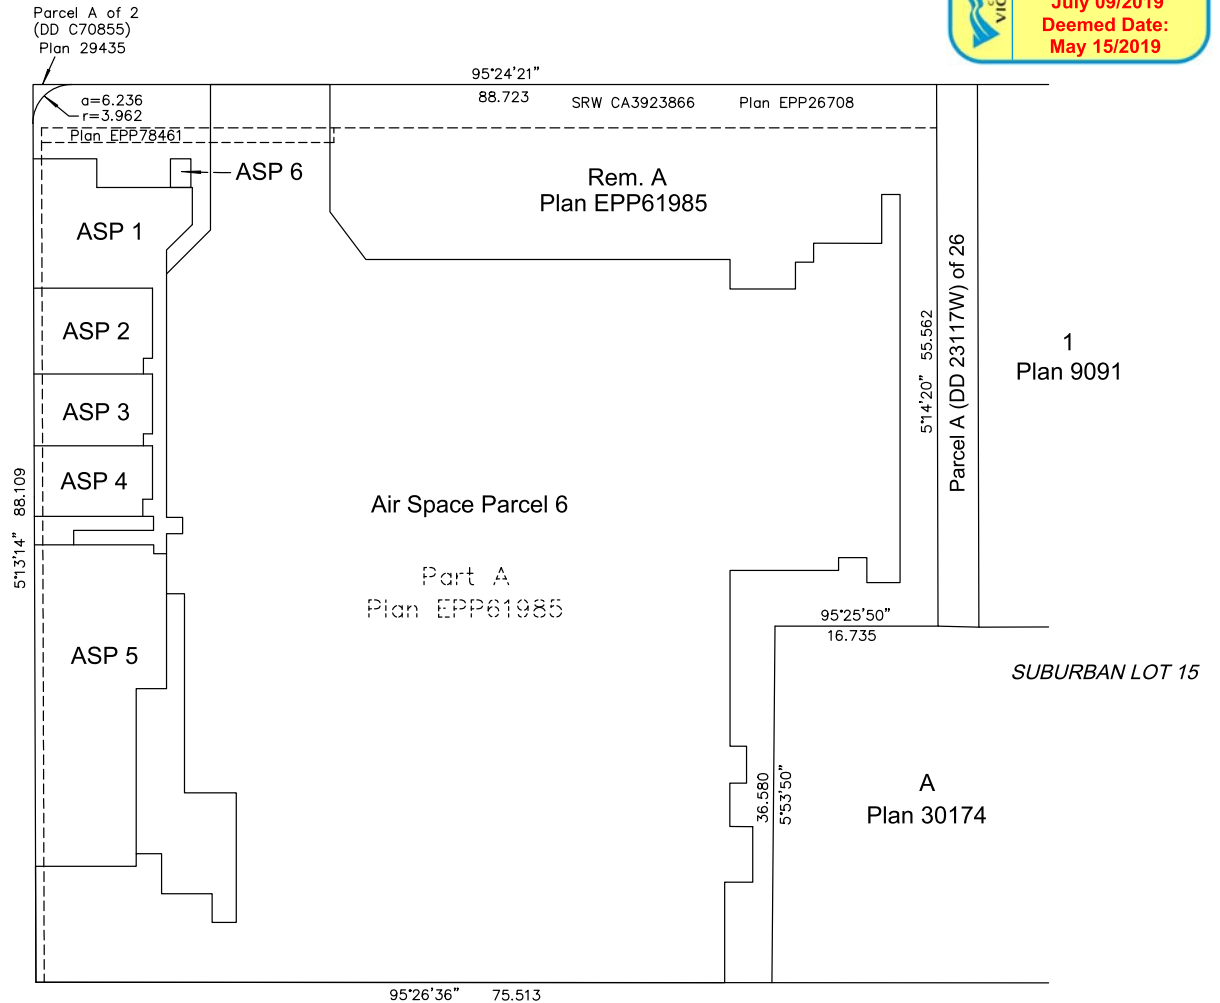 Parcel A of 2
(DD C70855)
Plan 29435
July 09/2019
Deemed Date:
May 15/2019
95°24'21"
88.723
SRW CA3923866
Plan EPP26708
a=6.236
r=3.962
Plan EPP78461
ASP 6
Rem. A
Plan EPP61985
ASP 1
ASP 2
ASP 3
ASP 4
ASP 5
5°13'14" 88.109
Air Space Parcel 6
Part A
Plan EPP61985
5°14'20" 55.562
Parcel A (DD 23117W) of 26
1
Plan 9091
95°25'50"
16.735
SUBURBAN LOT 15
36.580
5°53'50"
A
Plan 30174
95°26'36" 75.513